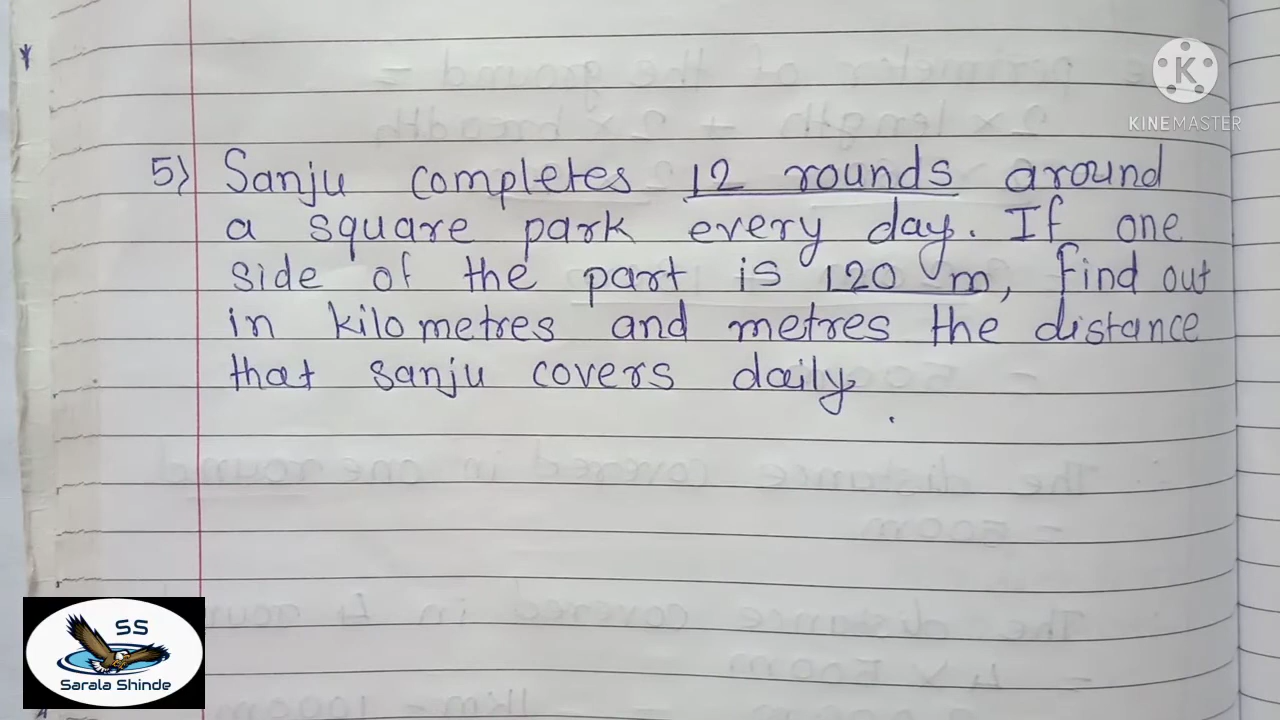 KINEMASTER
5) Sanju completes 12 rounds around
a square park every day. If one
side of the part is 120 m, find out
in kilometres and metres the distance
that sanju covers daily.
SS
Sarala Shinde